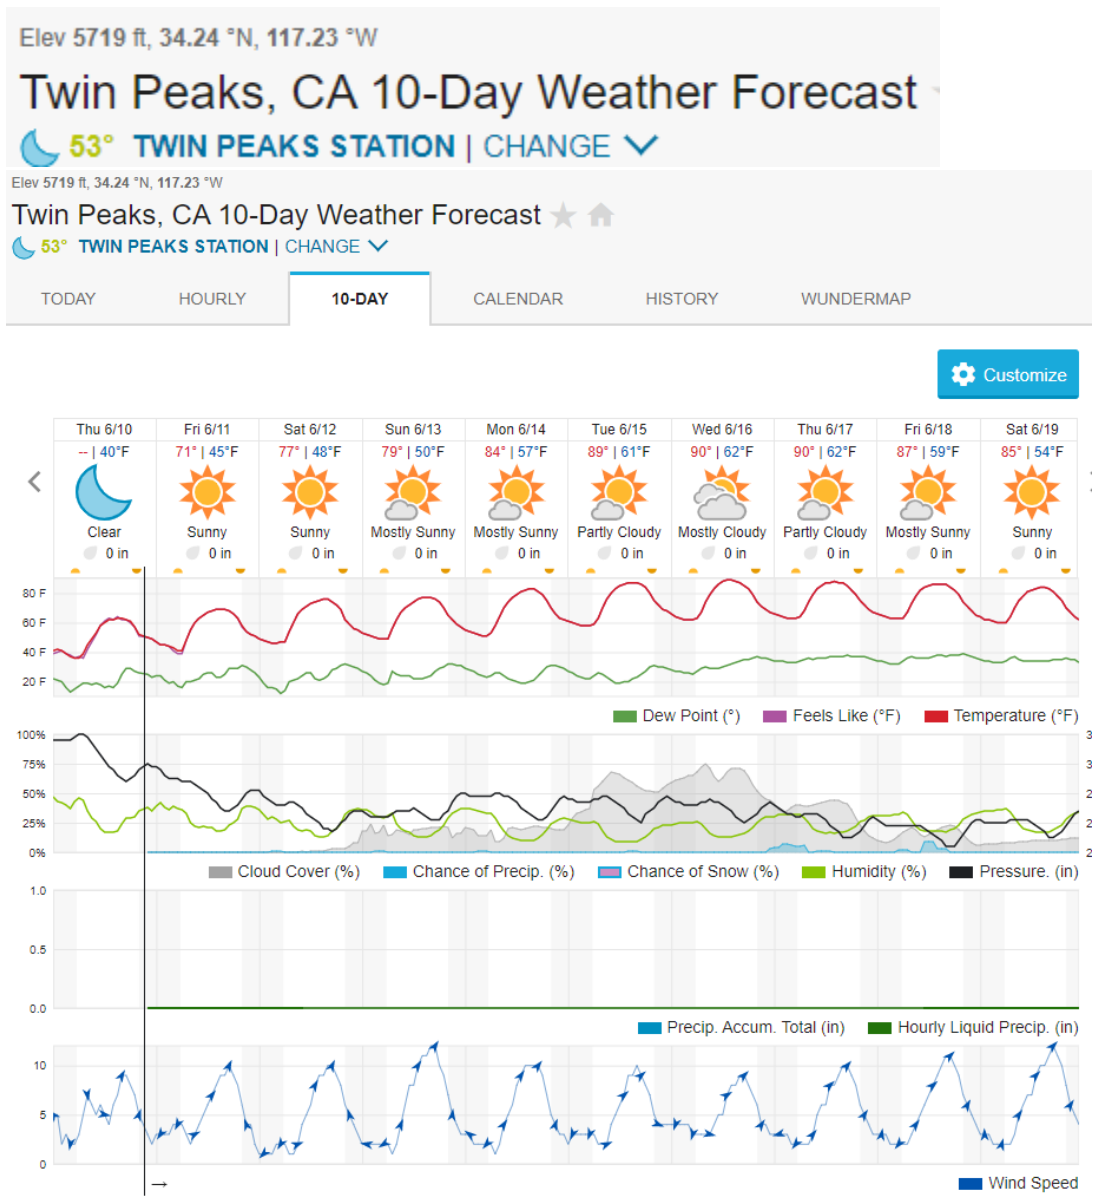 Elev 5719 ft, 34.24 °N, 117.23 °W
Twin Peaks, CA 10-Day Weather Forecast
53° TWIN PEAKS STATION | CHANGE
Elev 5719 ft, 34.24 °N, 117.23 °W
Twin Peaks, CA 10-Day Weather Forecast
53° TWIN PEAKS STATION | CHANGE
TODAY HOURLY 10-DAY CALENDAR HISTORY WUNDERMAP
Customize
Thu 6/10 Fri 6/11 Sat 6/12 Sun 6/13 Mon 6/14 Tue 6/15 Wed 6/16 Thu 6/17 Fri 6/18 Sat 6/19
-- | 40°F 71° | 45°F 77° | 48°F 79° | 50°F 84° | 57°F 89° | 61°F 90° | 62°F 90° | 62°F 87° | 59°F 85° | 54°F
Clear Sunny Sunny Mostly Sunny Mostly Sunny Partly Cloudy Mostly Cloudy Partly Cloudy Mostly Sunny Sunny
0 in 0 in 0 in 0 in 0 in 0 in 0 in 0 in 0 in 0 in
80 F
60 F
40 F
20 F
Dew Point (°) Feels Like (°F) Temperature (°F)
100% 3
75% 3
50% 2
25% 2
0% 2
Cloud Cover (%) Chance of Precip. (%) Chance of Snow (%) Humidity (%) Pressure. (in)
1.0
0.5
0.0
Precip. Accum. Total (in) Hourly Liquid Precip. (in)
10
5
0
→
Wind Speed